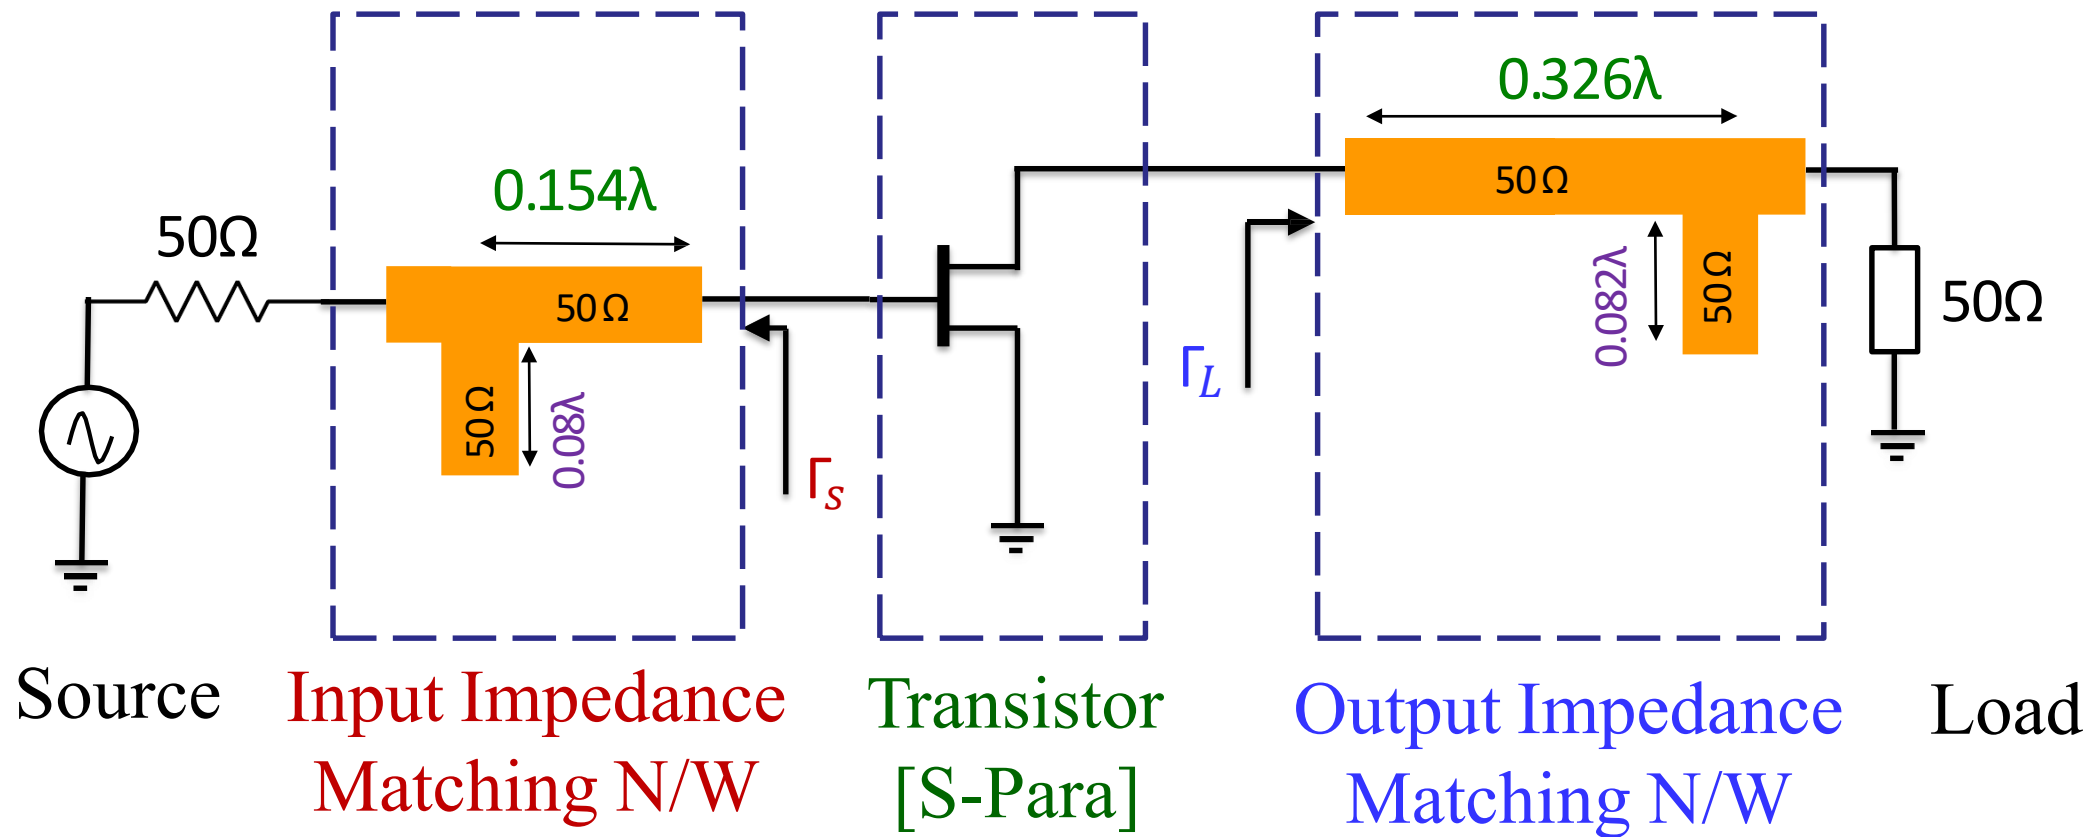 50Ω
0.154λ
50Ω
50Ω
0.08λ
Γs
ΓL
0.326λ
50Ω
0.082λ
50Ω
50Ω
Source
Input Impedance
Matching N/W
Transistor
[S-Para]
Output Impedance
Matching N/W
Load